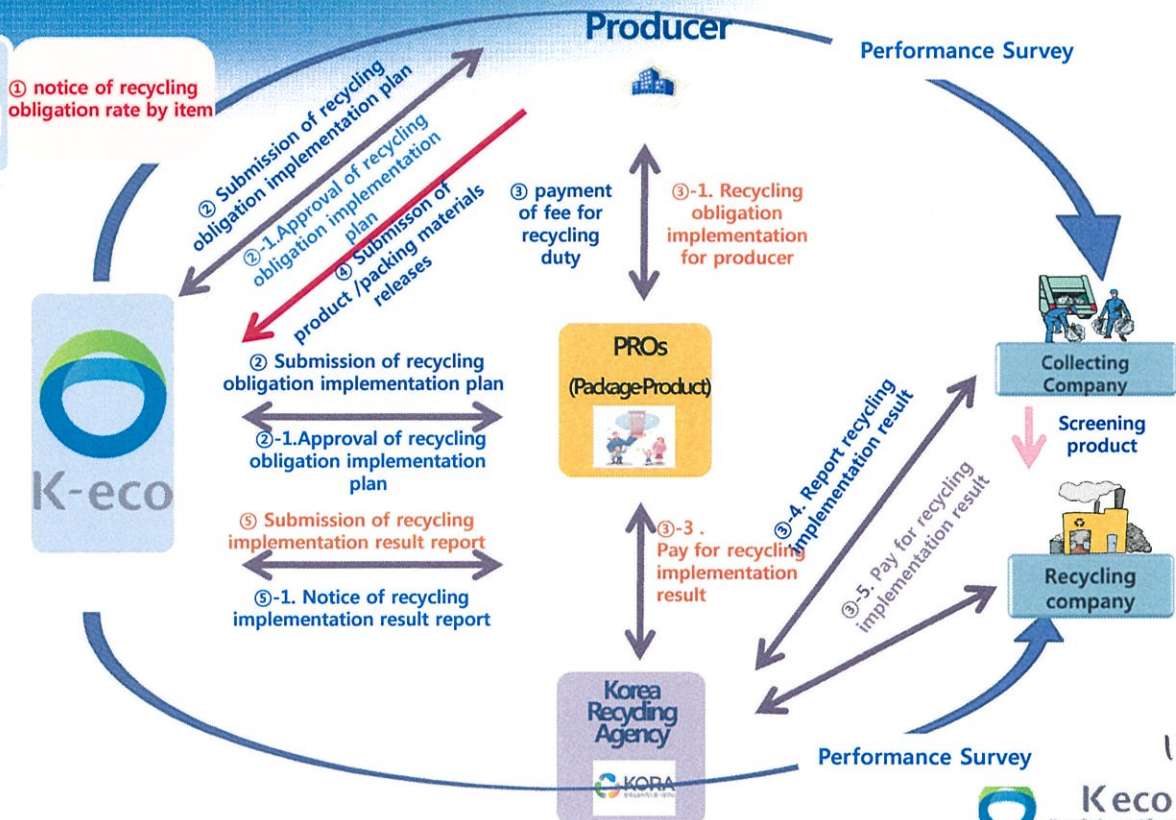 Producer
Performance Survey
① notice of recycling
obligation rate by item
② Submission of recycling
obligation implementation plan
②-1.Approval of recycling
obligation implementation
plan
④ Submisson of
product /packing materials
releases
③ payment
of fee for
recycling
duty
③-1. Recycling
obligation
implementation
for producer
K-eco
② Submission of recycling
obligation implementation plan
②-1.Approval of recycling
obligation implementation
plan
⑤ Submission of recycling
implementation result report
⑤-1. Notice of recycling
implementation result report
PROs
(Package·Product)
③-3 .
Pay for recycling
implementation
result
③-4. Report recycling
implementation result
③-5. Pay for recycling
implementation result
Collecting
Company
Screening
product
Recycling
company
Korea
Recycling
Agency
KORA
Performance Survey
K eco